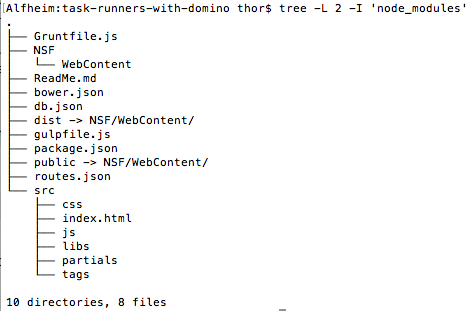 [Alfheim:task-runners-with-domino thor$ tree -L 2 -I 'node_modules'
.
├── Gruntfile.js
├── NSF
│   └── WebContent
├── ReadMe.md
├── bower.json
├── db.json
├── dist -> NSF/WebContent/
├── gulpfile.js
├── package.json
├── public -> NSF/WebContent/
├── routes.json
└── src
    ├── css
    ├── index.html
    ├── js
    ├── libs
    ├── partials
    └── tags
10 directories, 8 files